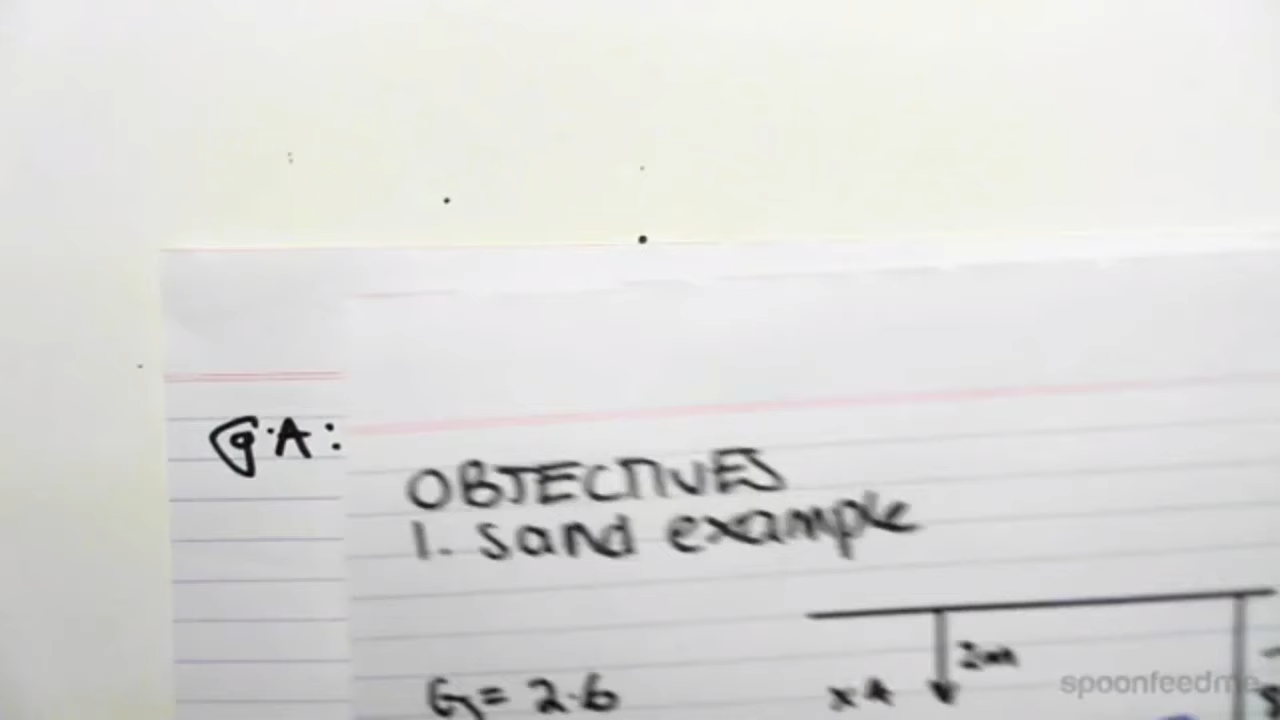 G.A:
OBJECTIVES
1. Sand example
2m
G= 2.6
x A
spoonfeedme